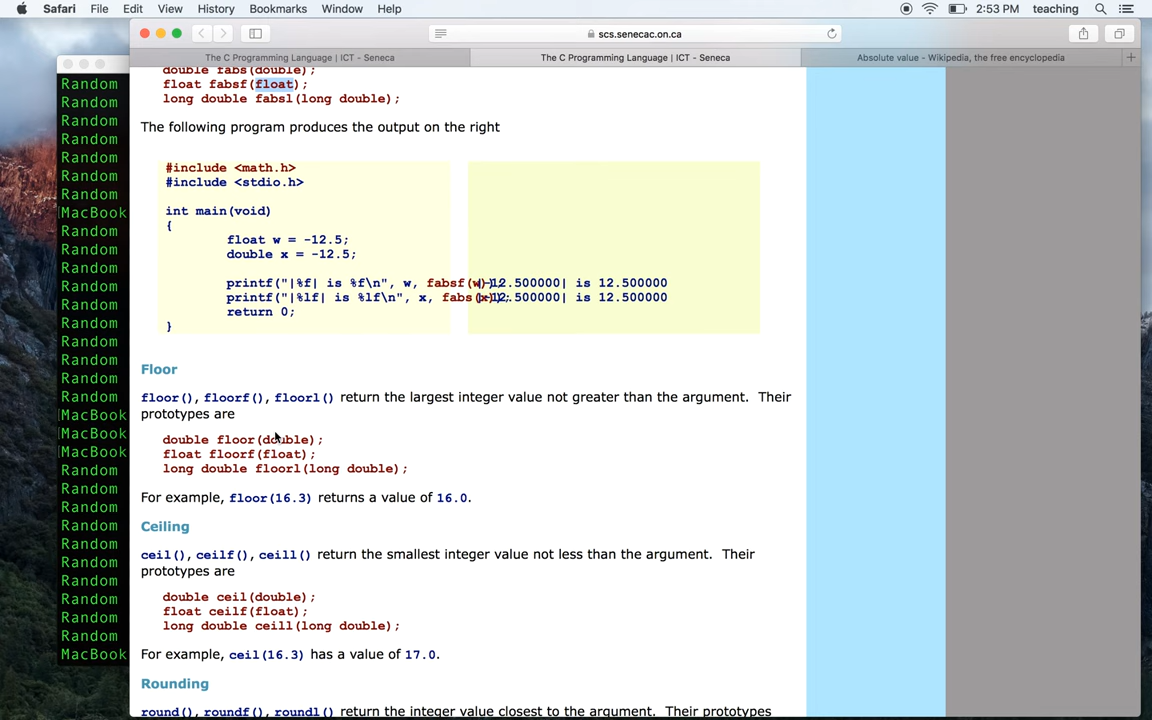 Safari File Edit View History Bookmarks Window Help 2:53 PM teaching
scs.senecac.on.ca
The C Programming Language | ICT - Seneca The C Programming Language | ICT - Seneca Absolute value - Wikipedia, the free encyclopedia
double fabs(double);
float fabsf(float);
long double fabsl(long double);
The following program produces the output on the right
#include <math.h>
#include <stdio.h>
int main(void)
{
float w = -12.5;
double x = -12.5;
printf("|%f| is %f\n", w, fabsf(w));
printf("|%lf| is %lf\n", x, fabs(x));
return 0;
}
|-12.500000| is 12.500000
|-12.500000| is 12.500000
Floor
floor(), floorf(), floorl() return the largest integer value not greater than the argument. Their
prototypes are
double floor(double);
float floorf(float);
long double floorl(long double);
For example, floor(16.3) returns a value of 16.0.
Ceiling
ceil(), ceilf(), ceill() return the smallest integer value not less than the argument. Their
prototypes are
double ceil(double);
float ceilf(float);
long double ceill(long double);
For example, ceil(16.3) has a value of 17.0.
Rounding
round(), roundf(), roundl() return the integer value closest to the argument. Their prototypes
Random
Random
Random
Random
Random
Random
Random
MacBook
Random
Random
Random
Random
Random
Random
Random
Random
Random
Random
MacBook
MacBook
MacBook
Random
Random
Random
Random
Random
Random
Random
Random
Random
Random
MacBook